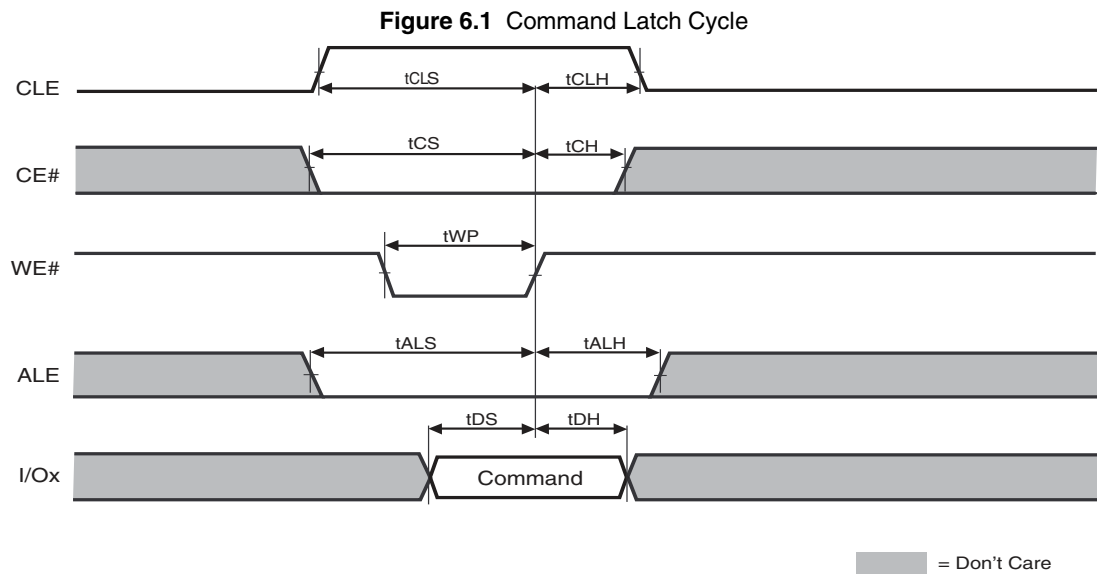 Figure 6.1 Command Latch Cycle
CLE
tCLS
tCLH
CE#
tCS
tCH
WE#
tWP
ALE
tALS
tALH
I/Ox
tDS
tDH
Command
= Don't Care